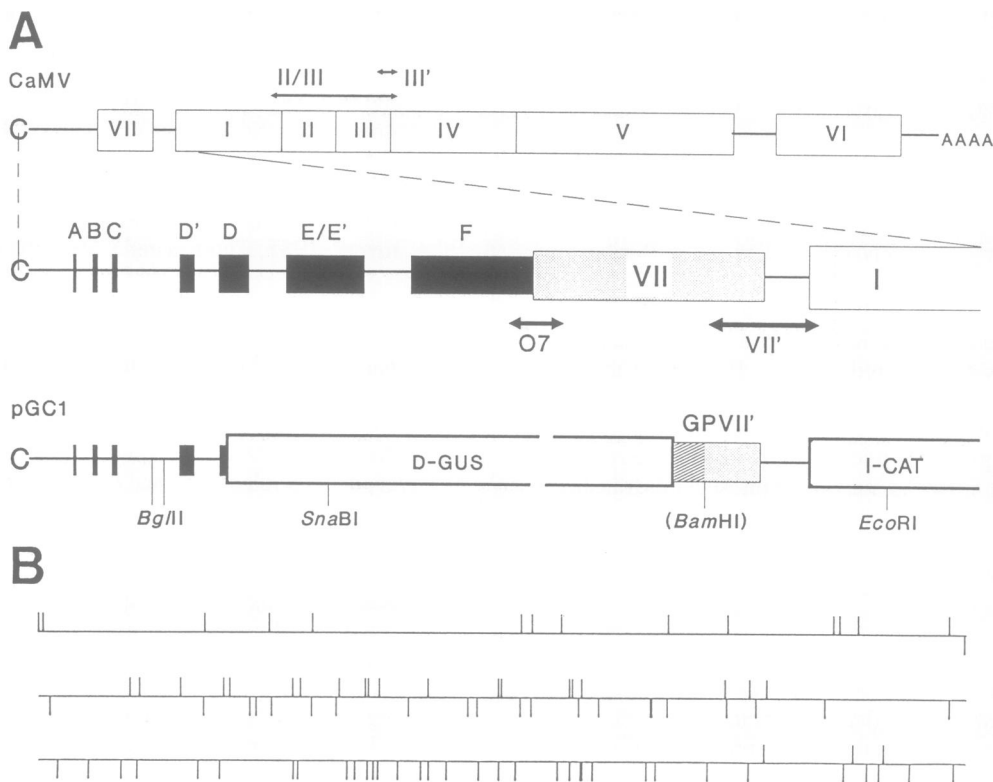 A
CaMV
II/III III'
C VII I II III IV V VI AAAA
A B C D' D E/E' F
C VII I
O7 VII'
pGC1
GPVII'
C D-GUS I-CAT
BglII SnaBI (BamHI) EcoRI
B